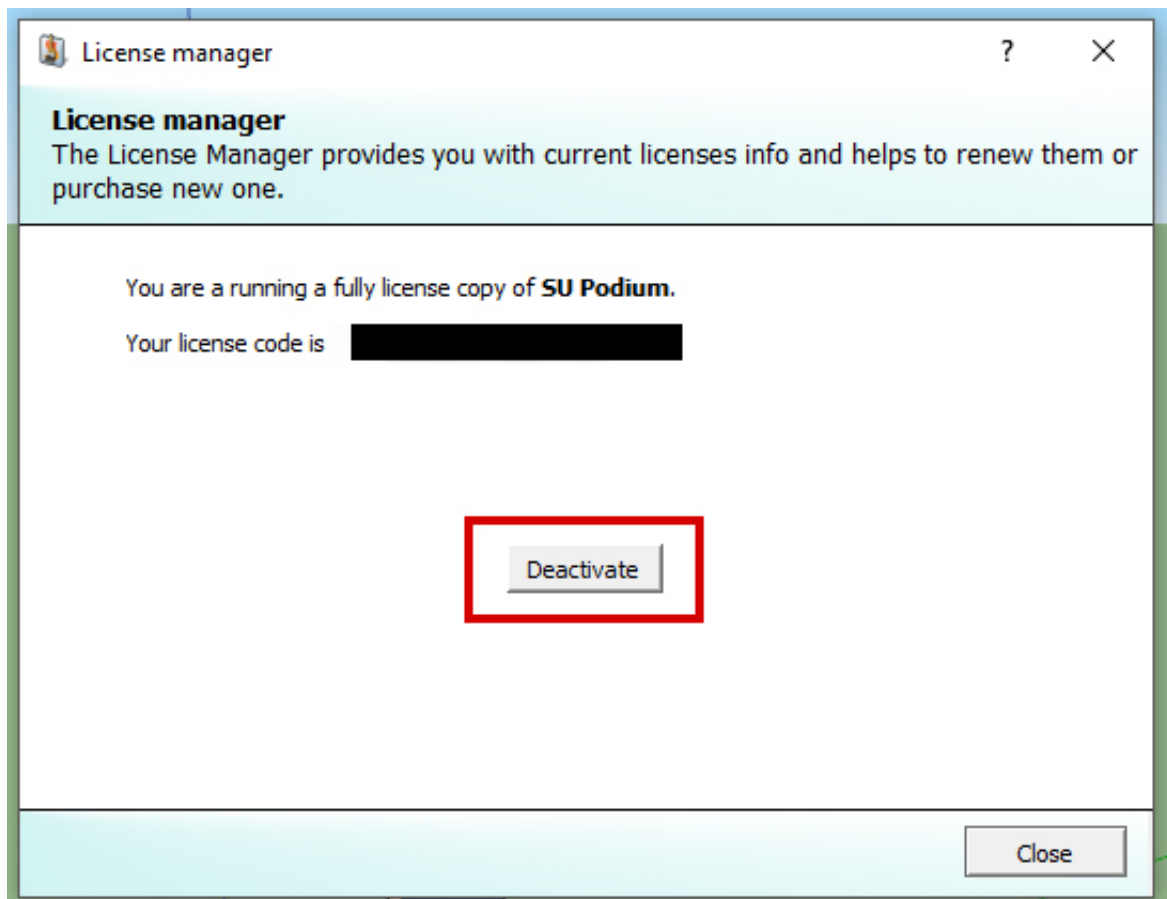 License manager
?
License manager
The License Manager provides you with current licenses info and helps to renew them or
purchase new one.
You are a running a fully license copy of SU Podium.
Your license code is
Deactivate
Close